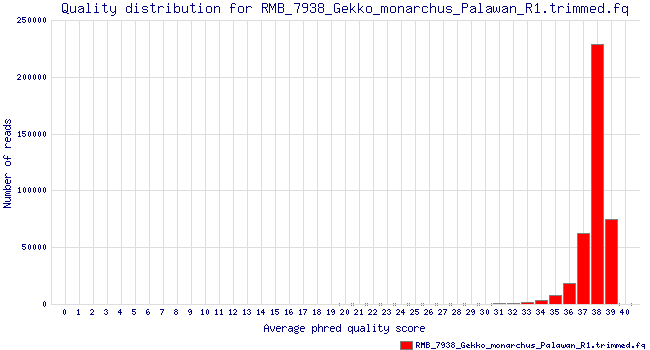 Quality distribution for RMB_7938_Gekko_monarchus_Palawan_R1.trimmed.fq
250000
200000
150000
100000
50000
0
Number of reads
0 1 2 3 4 5 6 7 8 9 10 11 12 13 14 15 16 17 18 19 20 21 22 23 24 25 26 27 28 29 30 31 32 33 34 35 36 37 38 39 40
Average phred quality score
RMB_7938_Gekko_monarchus_Palawan_R1.trimmed.fq